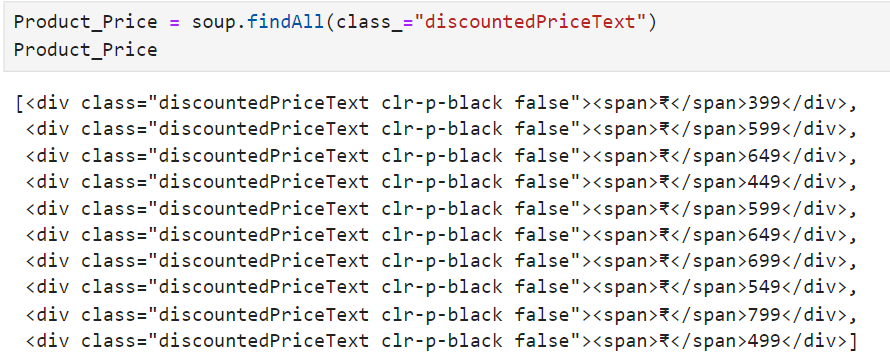 Product_Price = soup.findAll(class_="discountedPriceText")
Product_Price
[<div class="discountedPriceText clr-p-black false"><span>₹</span>399</div>,
<div class="discountedPriceText clr-p-black false"><span>₹</span>599</div>,
<div class="discountedPriceText clr-p-black false"><span>₹</span>649</div>,
<div class="discountedPriceText clr-p-black false"><span>₹</span>449</div>,
<div class="discountedPriceText clr-p-black false"><span>₹</span>599</div>,
<div class="discountedPriceText clr-p-black false"><span>₹</span>649</div>,
<div class="discountedPriceText clr-p-black false"><span>₹</span>699</div>,
<div class="discountedPriceText clr-p-black false"><span>₹</span>549</div>,
<div class="discountedPriceText clr-p-black false"><span>₹</span>799</div>,
<div class="discountedPriceText clr-p-black false"><span>₹</span>499</div>]